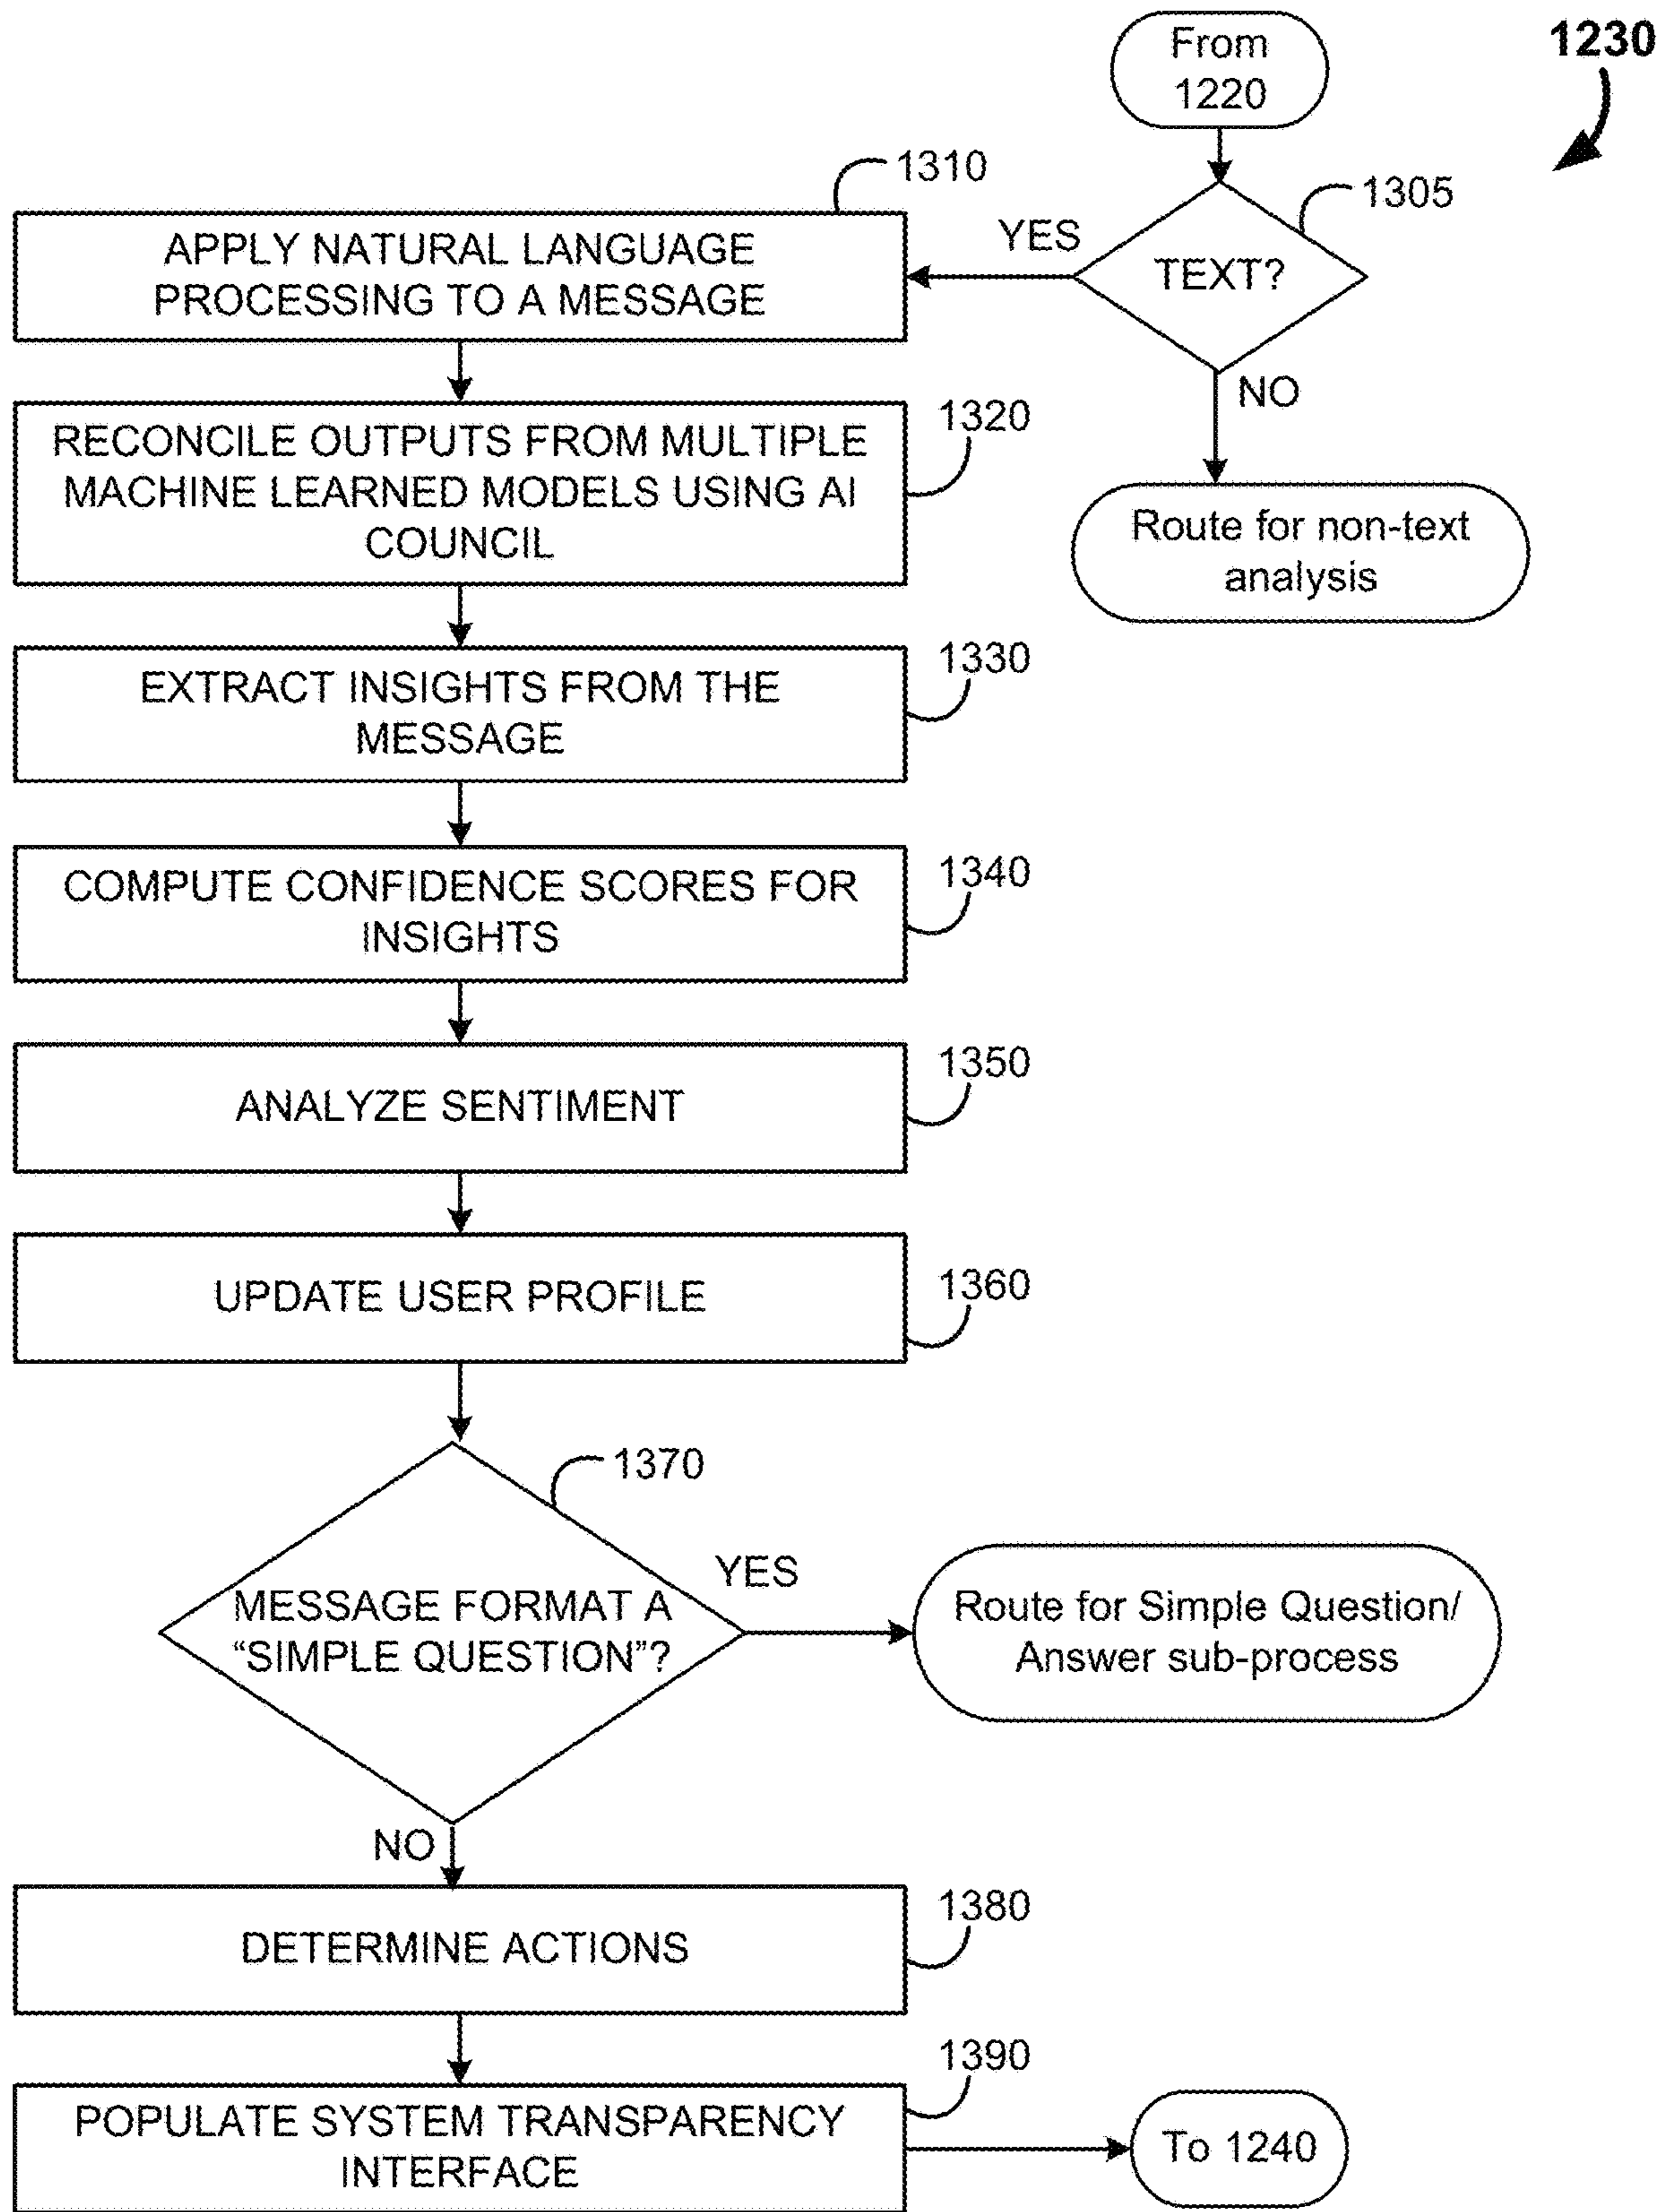 From
1220
1230
1305
TEXT?
YES
NO
Route for non-text
analysis
1310
APPLY NATURAL LANGUAGE
PROCESSING TO A MESSAGE
1320
RECONCILE OUTPUTS FROM MULTIPLE
MACHINE LEARNED MODELS USING AI
COUNCIL
1330
EXTRACT INSIGHTS FROM THE
MESSAGE
1340
COMPUTE CONFIDENCE SCORES FOR
INSIGHTS
1350
ANALYZE SENTIMENT
1360
UPDATE USER PROFILE
1370
MESSAGE FORMAT A
“SIMPLE QUESTION”?
YES
Route for Simple Question/
Answer sub-process
NO
1380
DETERMINE ACTIONS
1390
POPULATE SYSTEM TRANSPARENCY
INTERFACE
To 1240